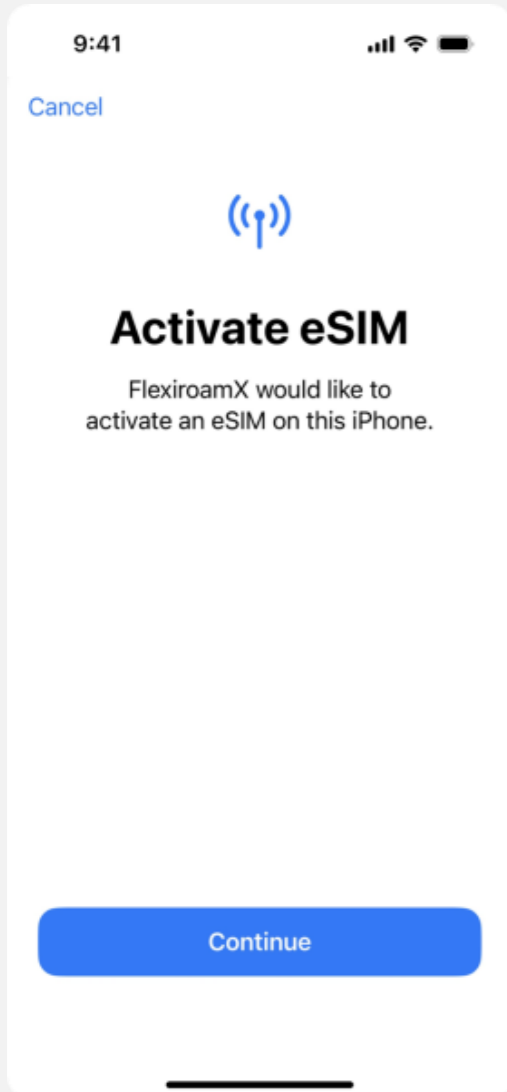 9:41
Cancel
Activate eSIM
FlexiroamX would like to
activate an eSIM on this iPhone.
Continue